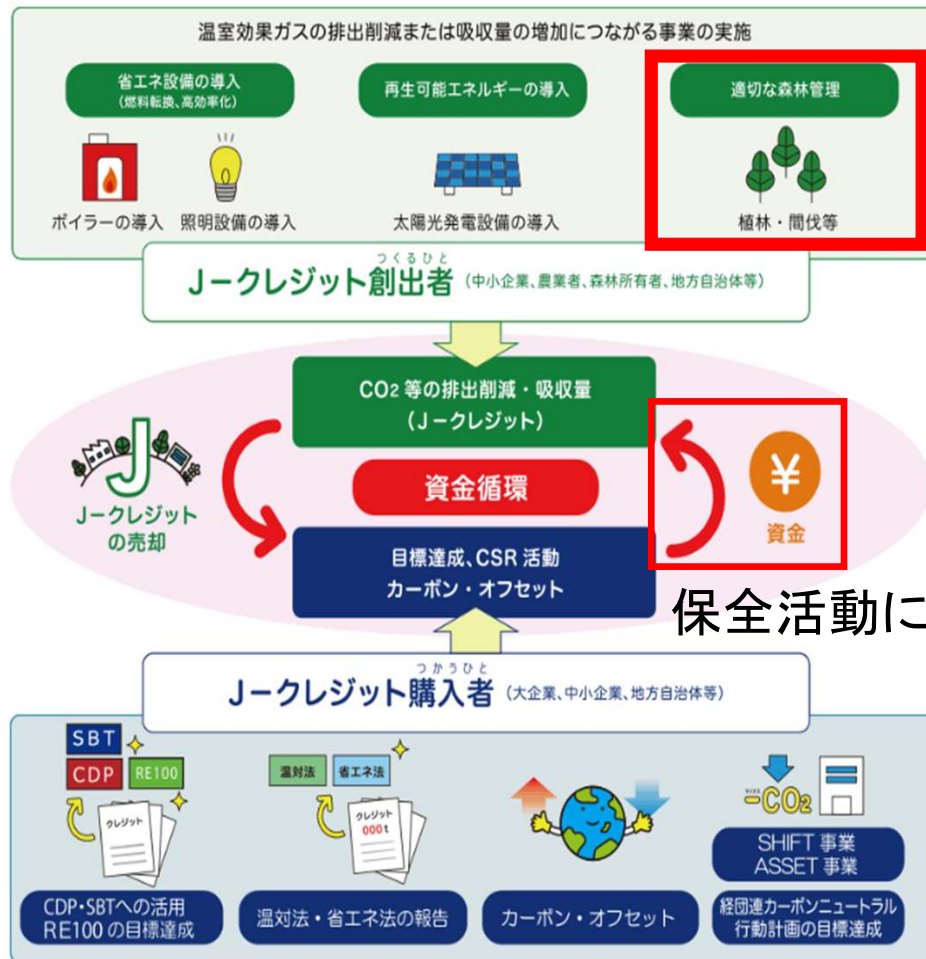 温室効果ガスの排出削減または吸収量の増加につながる事業の実施
省エネ設備の導入
(燃料転換、高効率化)
再生可能エネルギーの導入
適切な森林管理
ボイラーの導入
照明設備の導入
太陽光発電設備の導入
植林・間伐等
つくるひと
J-クレジット創出者 (中小企業、農業者、森林所有者、地方自治体等)
CO2 等の排出削減・吸収量
(J-クレジット)
J
J-クレジット
の売却
資金循環
¥
資金
目標達成、CSR 活動
カーボン・オフセット
保全活動に
つかうひと
J-クレジット購入者 (大企業、中小企業、地方自治体等)
SBT
CDP
RE100
クレジット
CDP・SBTへの活用
RE100 の目標達成
温対法
省エネ法
クレジット
000t
温対法・省エネ法の報告
カーボン・オフセット
-CO2
SHIFT 事業
ASSET 事業
経団連カーボンニュートラル
行動計画の目標達成